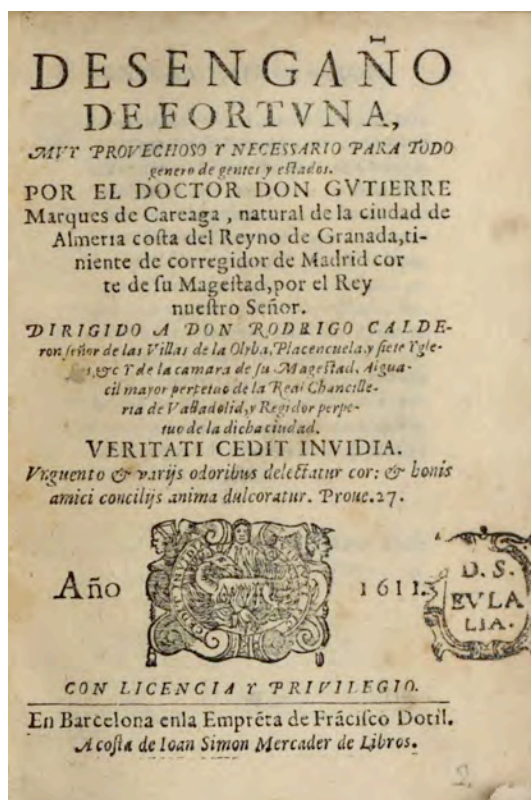 DESENGAÑO
DE FORTVNA,
MVY PROVECHOSO Y NECESSARIO PARA TODO
genero de gentes y estados.
POR EL DOCTOR DON GVTIERRE
Marques de Careaga, natural de la ciudad de
Almeria costa del Reyno de Granada, ti-
niente de corregidor de Madrid cor
te de su Magestad, por el Rey
nuestro Señor.
DIRIGIDO A DON RODRIGO CALDE-
ron señor de las Villas de la Olyba, Placencuela, y siete Ygle-
&c Y de la camara de su Magestad, Algua-
cil mayor perpetuo de la Real Chancille-
ria de Valladolid, y Regidor perpe-
tuo de la dicha ciudad.
VERITATI CEDIT INVIDIA.
Vnguento & varijs odoribus delectatur cor: & bonis
amici concilijs anima dulcoratur. Proue.27.
Año 1611.
D. S.
EVLA
LIA.
CON LICENCIA Y PRIVILEGIO.
En Barcelona enla Empréta de Frácisco Dotil.
A costa de Ioan Simon Mercader de Libros.